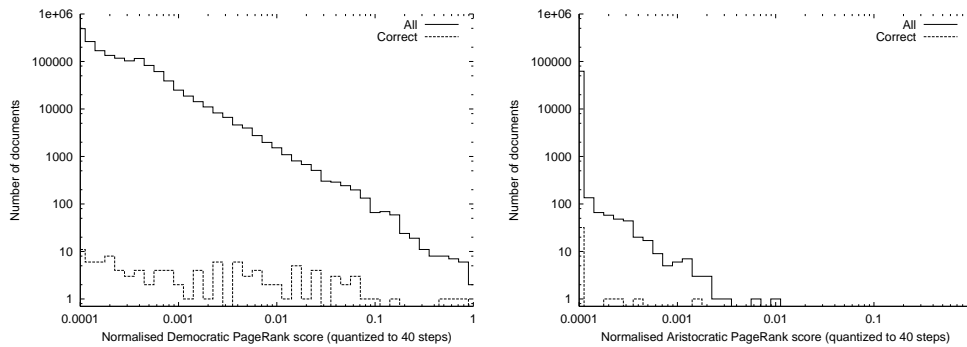 1e+06
100000
10000
1000
100
10
1
0.0001
0.001
0.01
0.1
1
Number of documents
Normalised Democratic PageRank score (quantized to 40 steps)
All
Correct
1e+06
100000
10000
1000
100
10
1
0.0001
0.001
0.01
0.1
1
Number of documents
Normalised Aristocratic PageRank score (quantized to 40 steps)
All
Correct